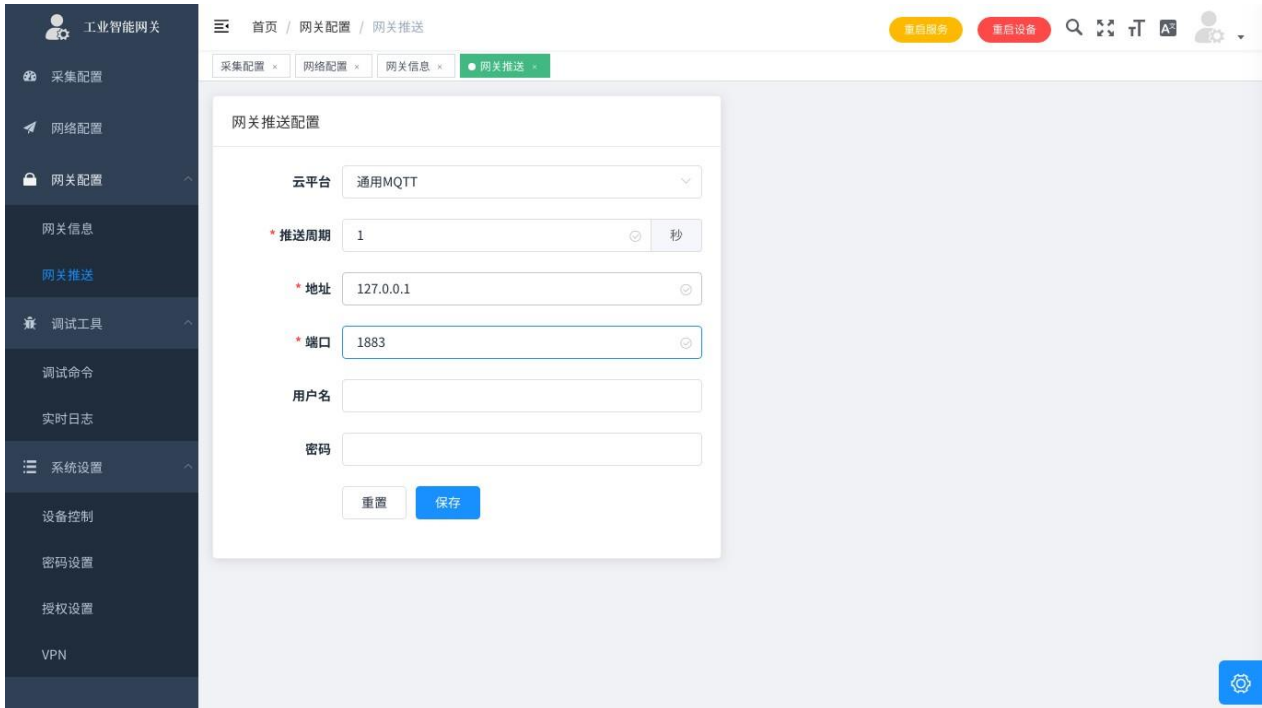 工业智能网关
首页 / 网关配置 / 网关推送
重启服务
重启设备
采集配置 ×
网络配置 ×
网关信息 ×
网关推送 ×
采集配置
网络配置
网关配置
网关信息
网关推送
调试工具
调试命令
实时日志
系统设置
设备控制
密码设置
授权设置
VPN
网关推送配置
云平台 通用MQTT
* 推送周期 1 秒
* 地址 127.0.0.1
* 端口 1883
用户名
密码
重置 保存